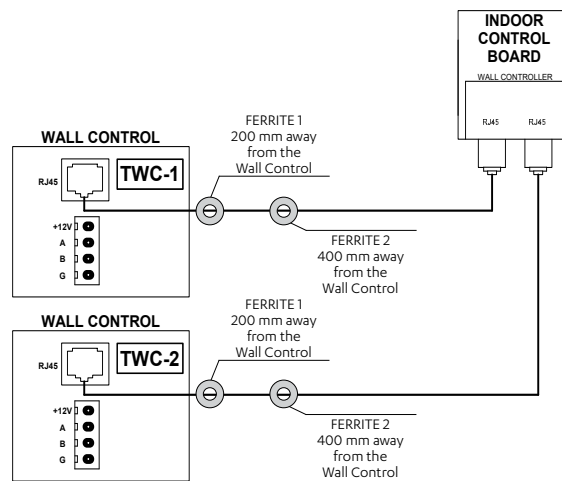 INDOOR
CONTROL
BOARD
WALL CONTROLLER
RJ45 RJ45
FERRITE 1
200 mm away
from the
Wall Control
WALL CONTROL
RJ45
TWC-1
+12V
A
B
G
FERRITE 2
400 mm away
from the
Wall Control
FERRITE 1
200 mm away
from the
Wall Control
WALL CONTROL
RJ45
TWC-2
+12V
A
B
G
FERRITE 2
400 mm away
from the
Wall Control